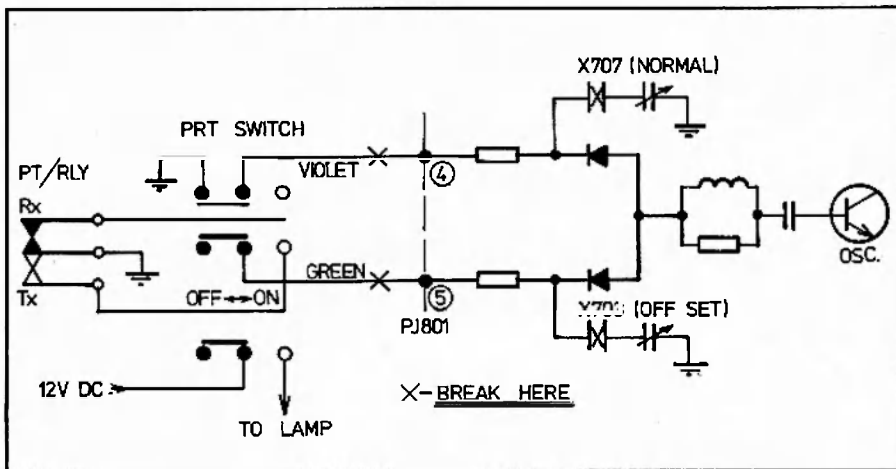 X707 (NORMAL)
PRT SWITCH
PT/RLY
VIOLET
④
Rx
GREEN
OSC.
Tx
OFF ↔ ON
⑤
(OFF SET)
PJ801
12V DC
X - BREAK HERE
TO LAMP